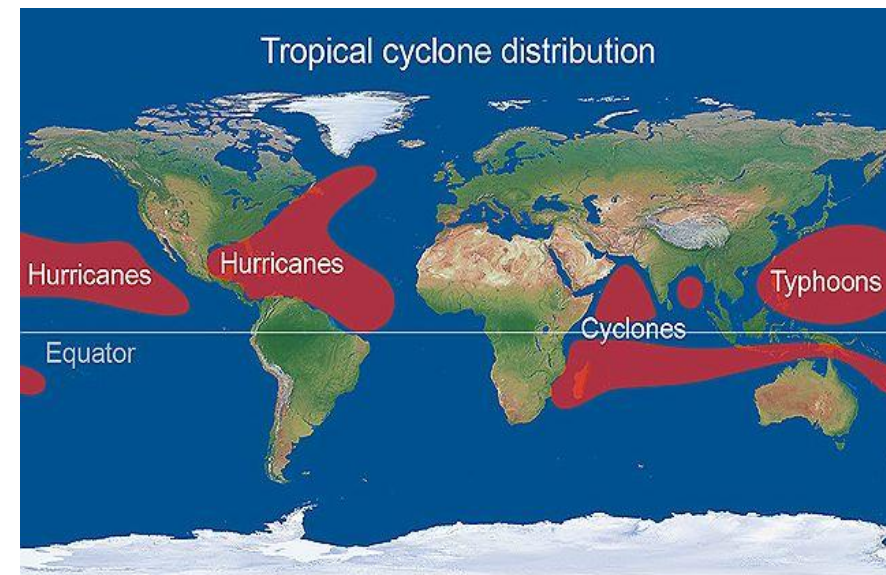 Tropical cyclone distribution
Hurricanes
Hurricanes
Typhoons
Cyclones
Equator